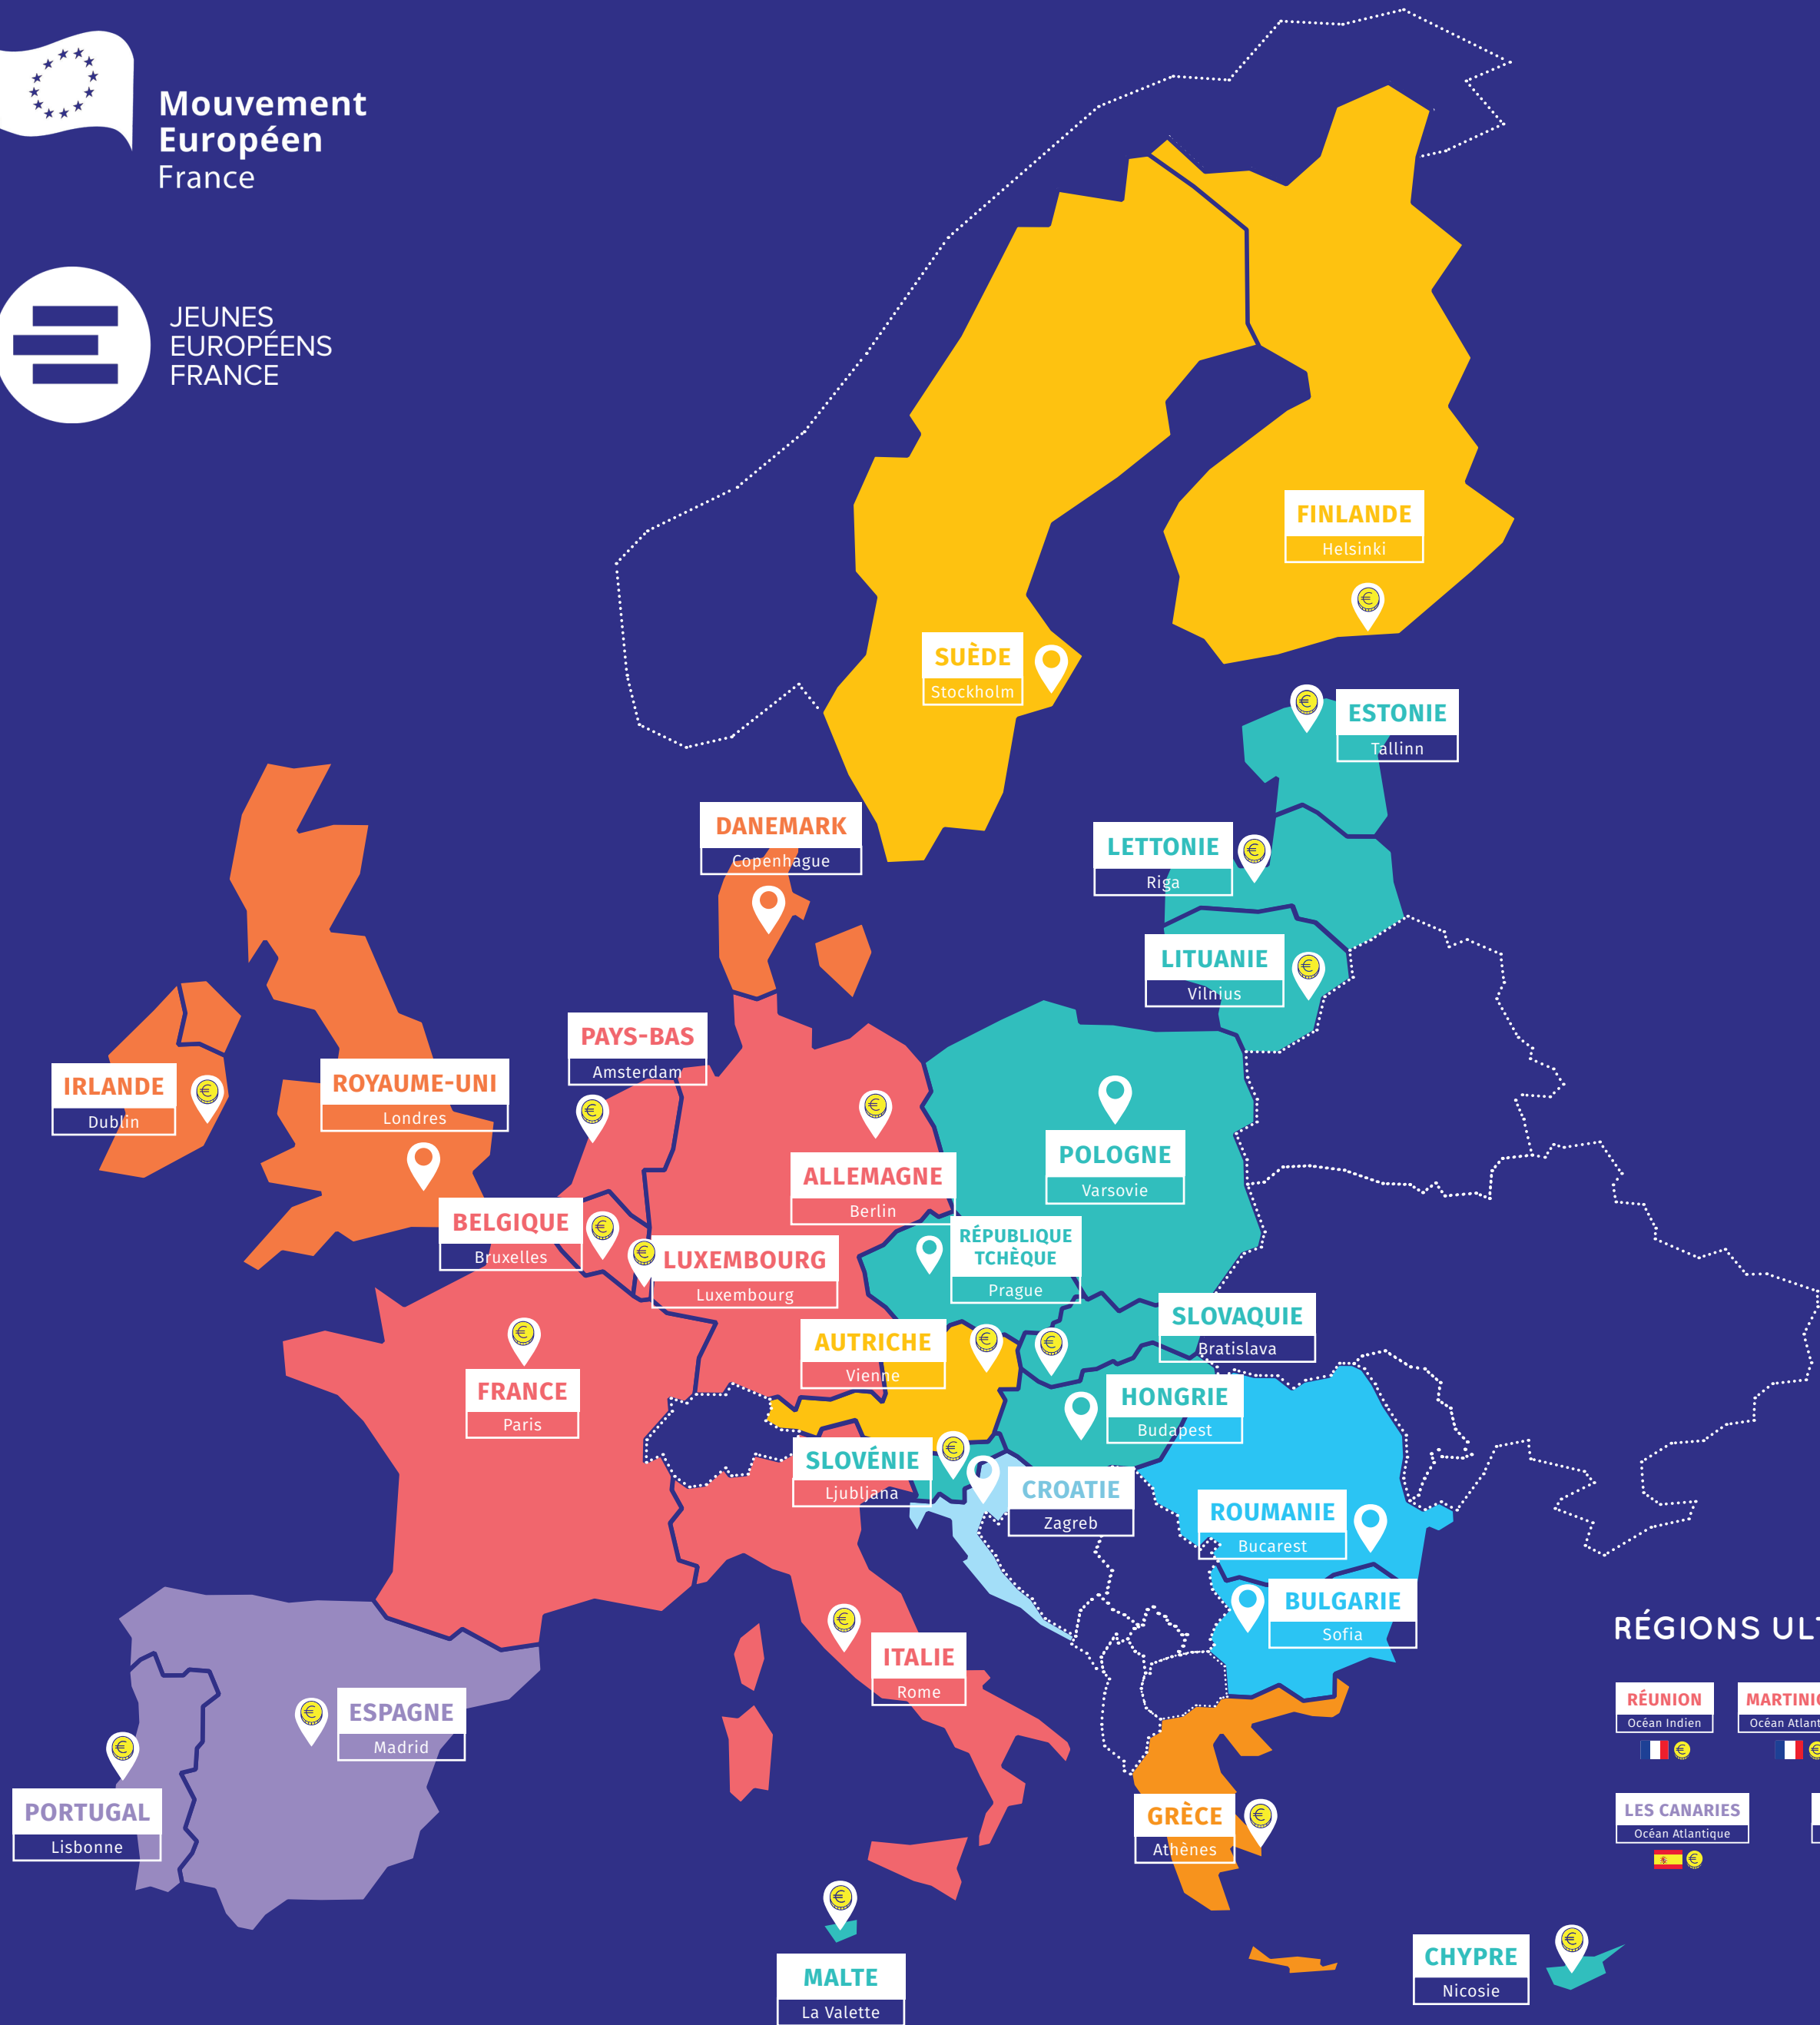 Mouvement
Européen
France
JEUNES
EUROPÉENS
FRANCE
FINLANDE
Helsinki
SUÈDE
Stockholm
ESTONIE
Tallinn
DANEMARK
Copenhague
LETTONIE
Riga
LITUANIE
Vilnius
PAYS-BAS
Amsterdam
IRLANDE
Dublin
ROYAUME-UNI
Londres
POLOGNE
Varsovie
ALLEMAGNE
Berlin
BELGIQUE
Bruxelles
RÉPUBLIQUE
TCHÈQUE
Prague
LUXEMBOURG
Luxembourg
SLOVAQUIE
Bratislava
AUTRICHE
Vienne
FRANCE
Paris
HONGRIE
Budapest
SLOVÉNIE
Ljubljana
CROATIE
Zagreb
ROUMANIE
Bucarest
BULGARIE
Sofia
ITALIE
Rome
ESPAGNE
Madrid
PORTUGAL
Lisbonne
GRÈCE
Athènes
MALTE
La Valette
CHYPRE
Nicosie
RÉGIONS
RÉUNION
Océan Indien
Océan
LES CANARIES
Océan Atlantique